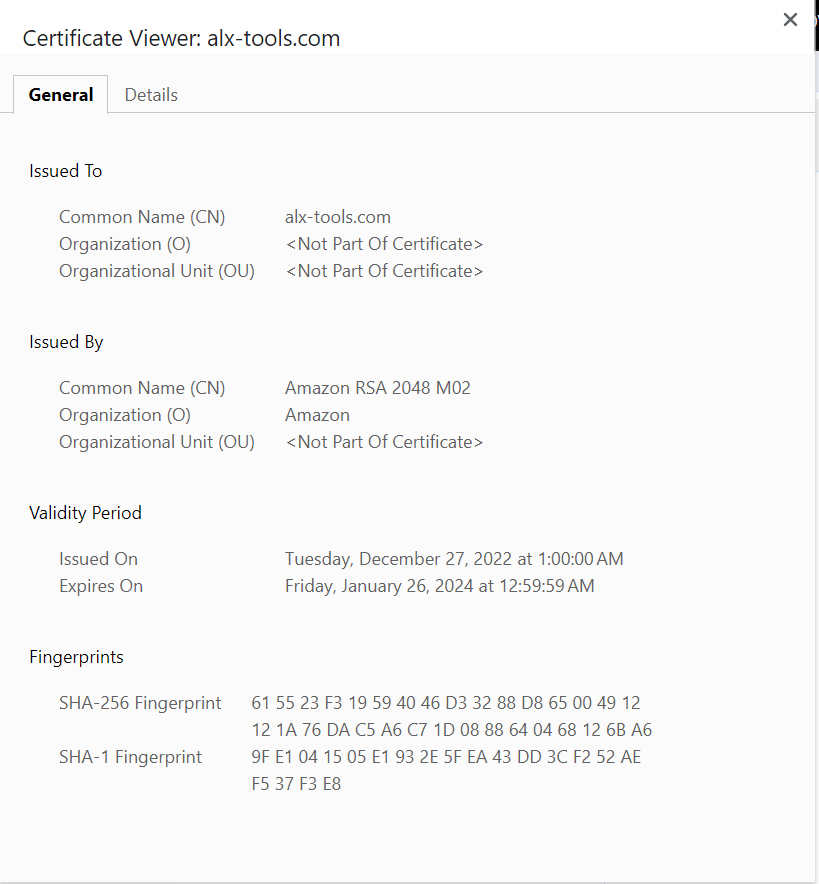 Certificate Viewer: alx-tools.com
General Details
Issued To
Common Name (CN) alx-tools.com
Organization (O) <Not Part Of Certificate>
Organizational Unit (OU) <Not Part Of Certificate>
Issued By
Common Name (CN) Amazon RSA 2048 M02
Organization (O) Amazon
Organizational Unit (OU) <Not Part Of Certificate>
Validity Period
Issued On Tuesday, December 27, 2022 at 1:00:00 AM
Expires On Friday, January 26, 2024 at 12:59:59 AM
Fingerprints
SHA-256 Fingerprint 61 55 23 F3 19 59 40 46 D3 32 88 D8 65 00 49 12
12 1A 76 DA C5 A6 C7 1D 08 88 64 04 68 12 6B A6
SHA-1 Fingerprint 9F E1 04 15 05 E1 93 2E 5F EA 43 DD 3C F2 52 AE
F5 37 F3 E8